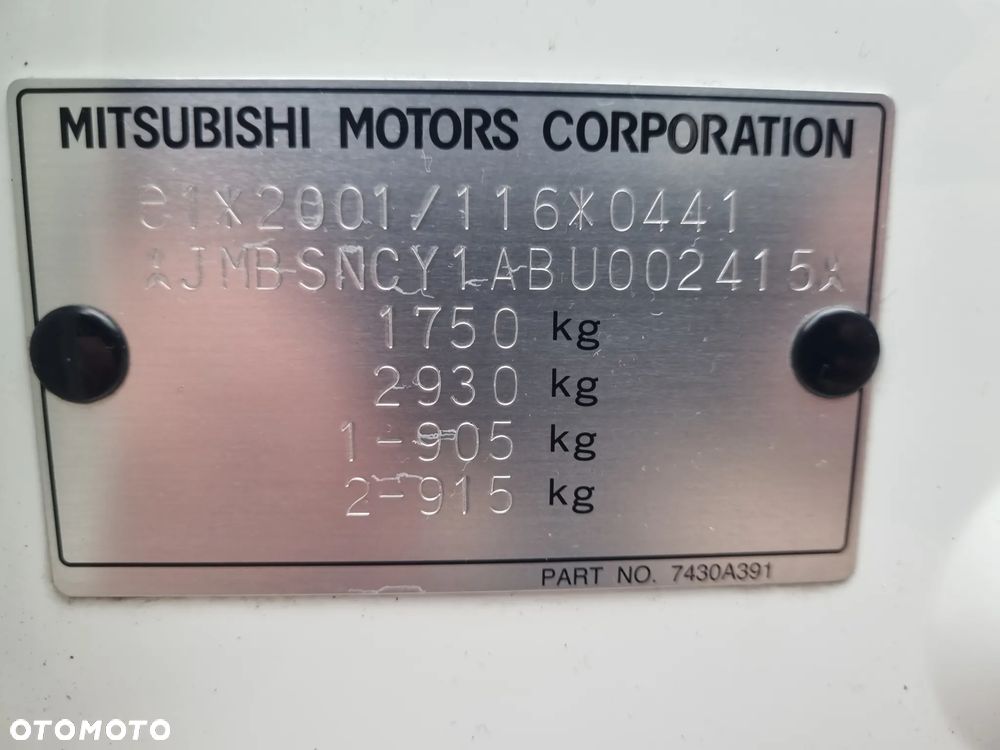 MITSUBISHI MOTORS CORPORATION
e1*2001/116*0441
*JMBSNCY1ABU002415*
1750 kg
2930 kg
1-905 kg
2-915 kg
PART NO. 7430A391
OTOMOTO